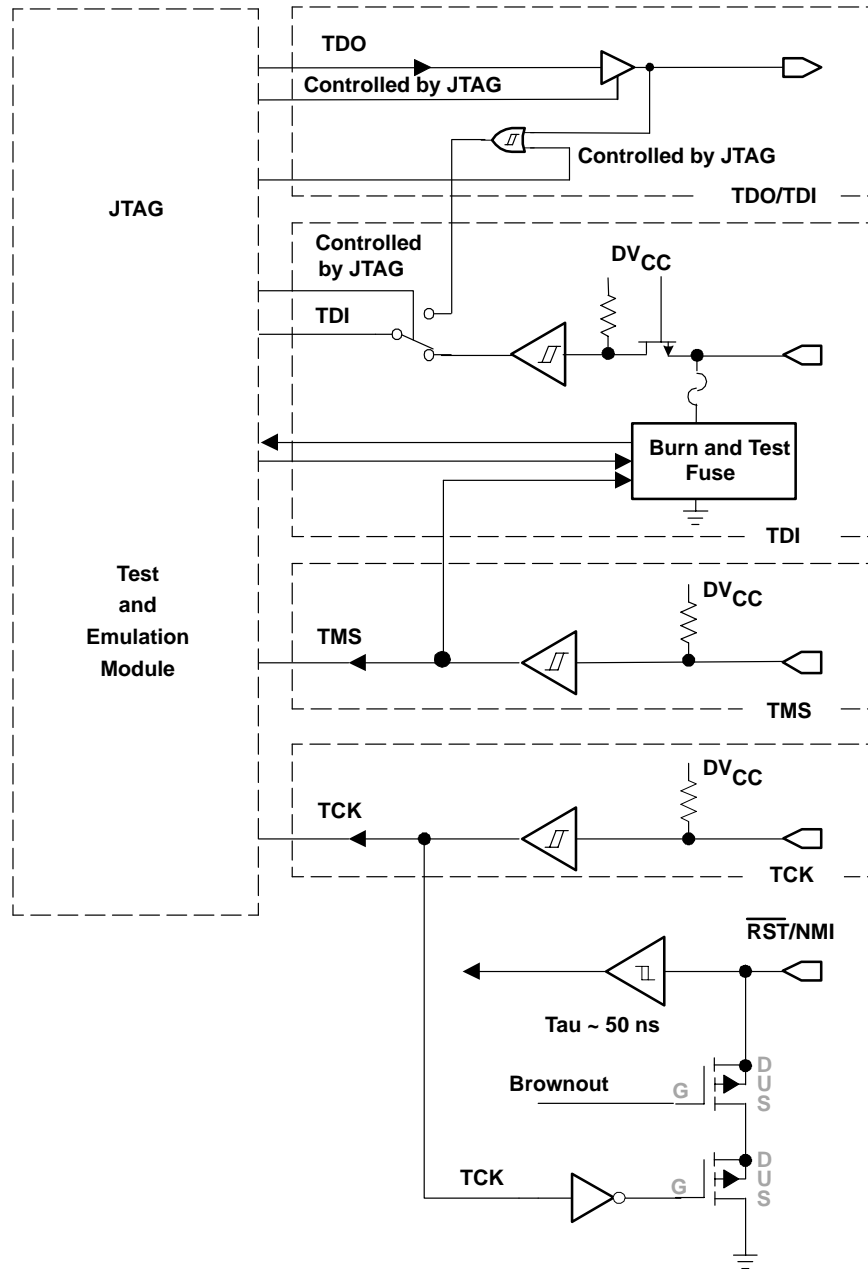 TDO
Controlled by JTAG
Controlled by JTAG
TDO/TDI
JTAG
Controlled
by JTAG
TDI
DVCC
Burn and Test
Fuse
TDI
Test
and
Emulation
Module
TMS
DVCC
TMS
TCK
DVCC
TCK
RST/NMI
Tau ~ 50 ns
Brownout
G
D
U
S
TCK
G
D
U
S